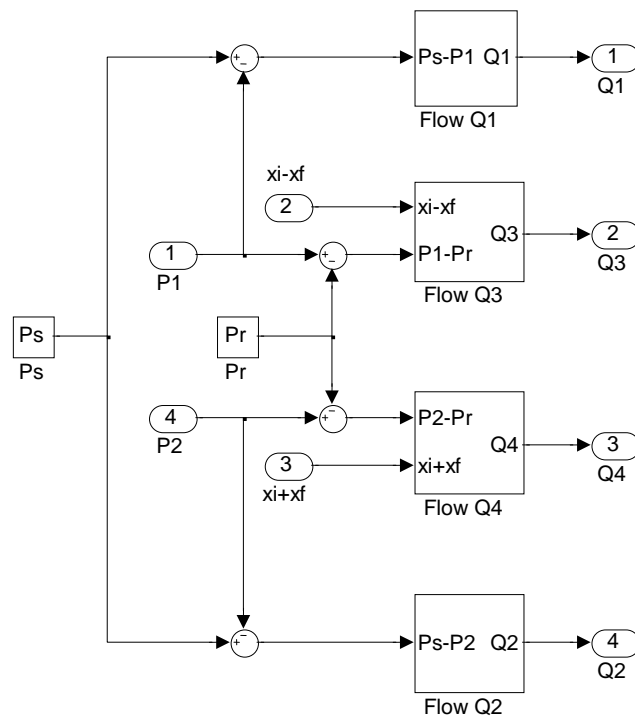 Ps-P1 Q1
1
Flow Q1
Q1
xi-xf
2
xi-xf
Q3
2
1
P1-Pr
P1
Flow Q3
Q3
Ps
Pr
Ps
Pr
4
P2-Pr
P2
Q4
3
3
xi+xf
xi+xf
Flow Q4
Q4
Ps-P2 Q2
4
Flow Q2
Q2